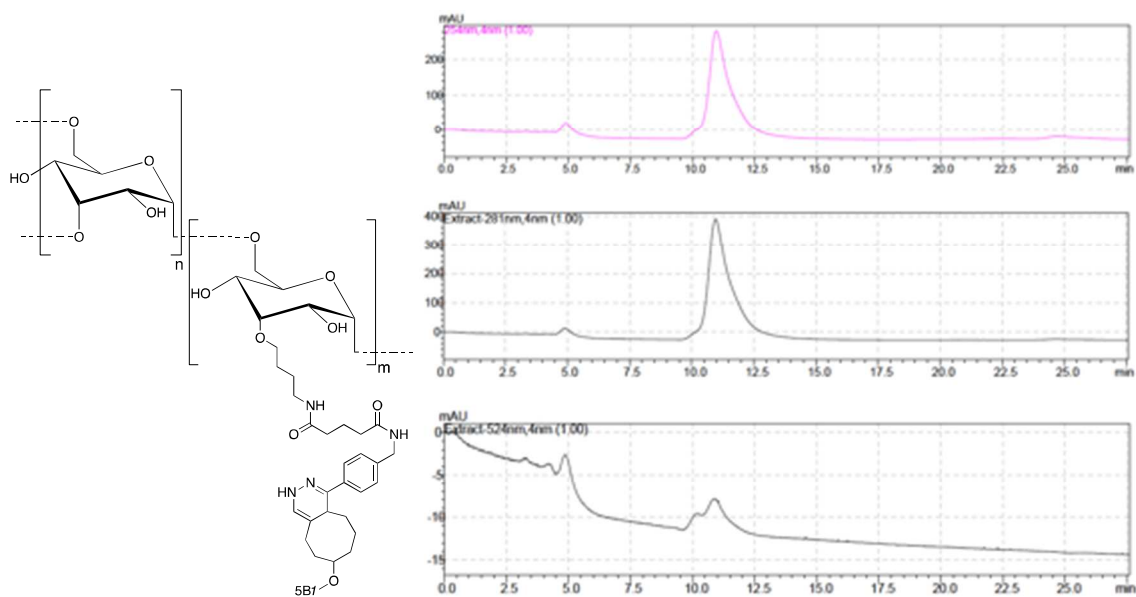 O
O
HO
OH
O
n
O
O
HO
OH
O
m
NH
O
O
NH
N
HN
O
5B1
mAU
254nm,4nm (1.00)
200
100
0
0.0 2.5 5.0 7.5 10.0 12.5 15.0 17.5 20.0 22.5 25.0 min
mAU
Extract-281nm,4nm (1.00)
400
300
200
100
0
0.0 2.5 5.0 7.5 10.0 12.5 15.0 17.5 20.0 22.5 25.0 min
mAU
Extract-524nm,4nm (1.00)
0
-5
-10
-15
0.0 2.5 5.0 7.5 10.0 12.5 15.0 17.5 20.0 22.5 25.0 min